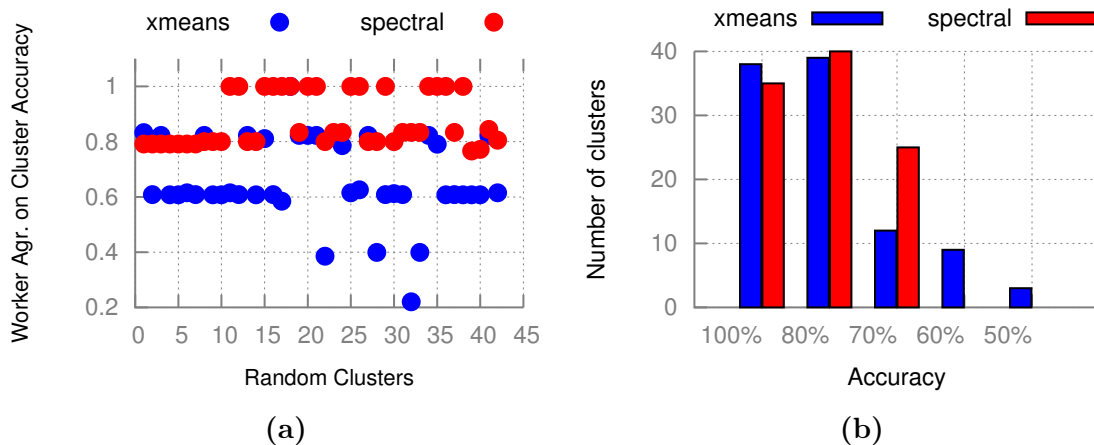 xmeans spectral
Worker Agr. on Cluster Accuracy
1
0.8
0.6
0.4
0.2
0 5 10 15 20 25 30 35 40 45
Random Clusters
(a)
xmeans spectral
Number of clusters
40
30
20
10
0
100% 80% 70% 60% 50%
Accuracy
(b)